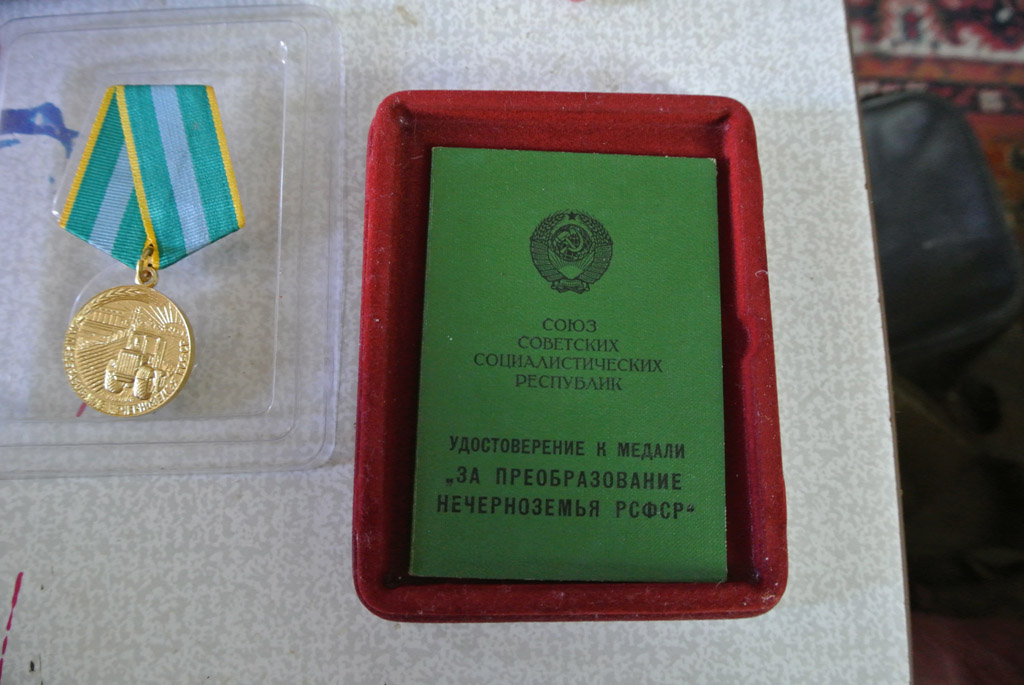 СОЮЗ
СОВЕТСКИХ
СОЦИАЛИСТИЧЕСКИХ
РЕСПУБЛИК
УДОСТОВЕРЕНИЕ К МЕДАЛИ
„ЗА ПРЕОБРАЗОВАНИЕ
НЕЧЕРНОЗЕМЬЯ РСФСР“